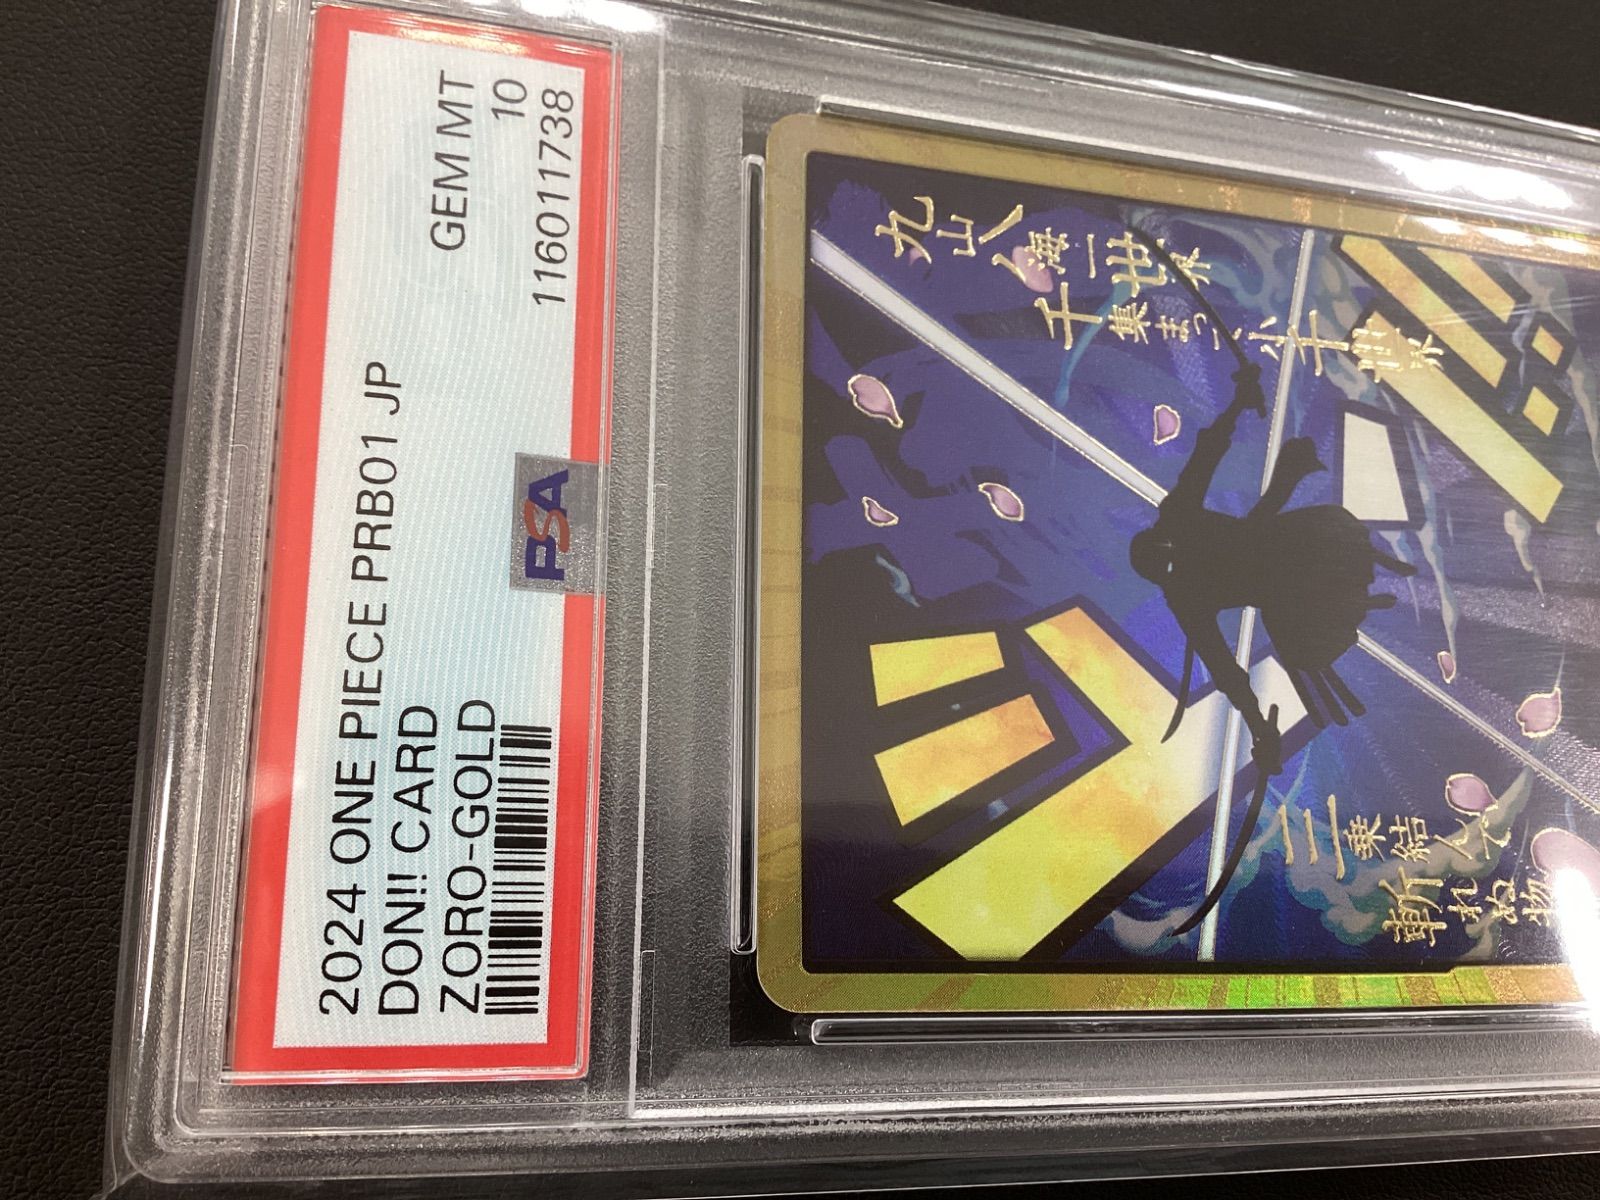 2024 ONE PIECE PRB01 JP
DON!! CARD
ZORO-GOLD
GEM MT
10
116011738
PSA
九山八海一世界
千集まって小千世界
三乗結んで
斬れぬ物